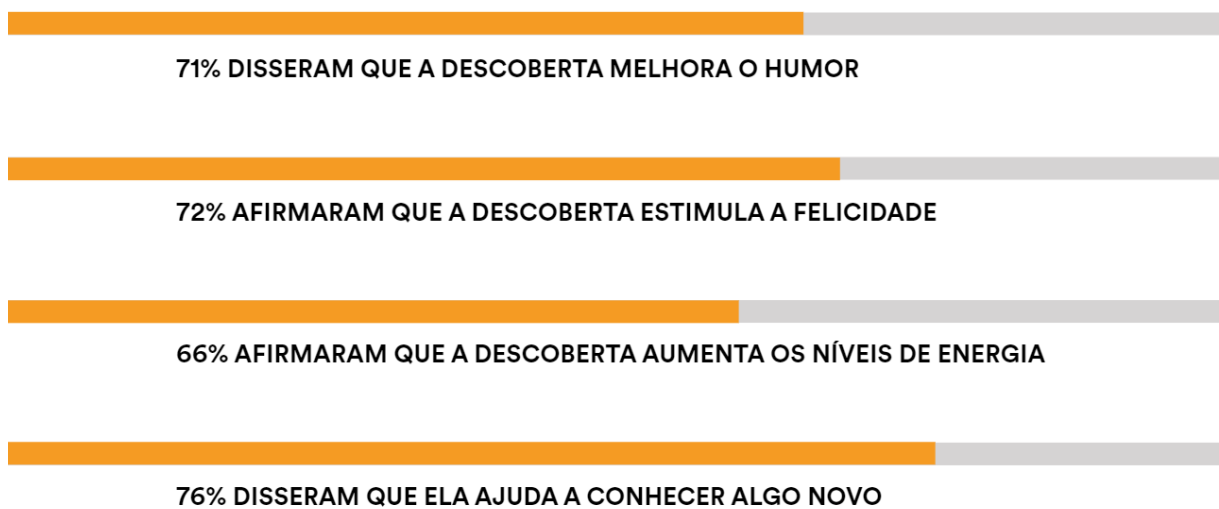 71% DISSERAM QUE A DESCOBERTA MELHORA O HUMOR
72% AFIRMARAM QUE A DESCOBERTA ESTIMULA A FELICIDADE
66% AFIRMARAM QUE A DESCOBERTA AUMENTA OS NÍVEIS DE ENERGIA
76% DISSERAM QUE ELA AJUDA A CONHECER ALGO NOVO